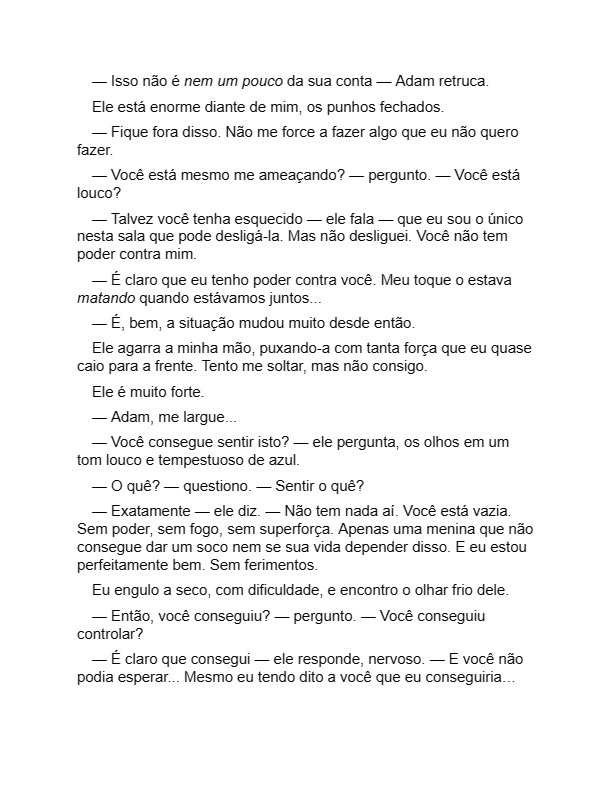 — Isso não é nem um pouco da sua conta — Adam retruca.
Ele está enorme diante de mim, os punhos fechados.
— Fique fora disso. Não me force a fazer algo que eu não quero
fazer.
— Você está mesmo me ameaçando? — pergunto. — Você está
louco?
— Talvez você tenha esquecido — ele fala — que eu sou o único
nesta sala que pode desligá-la. Mas não desliguei. Você não tem
poder contra mim.
— É claro que eu tenho poder contra você. Meu toque o estava
matando quando estávamos juntos...
— É, bem, a situação mudou muito desde então.
Ele agarra a minha mão, puxando-a com tanta força que eu quase
caio para a frente. Tento me soltar, mas não consigo.
Ele é muito forte.
— Adam, me largue...
— Você consegue sentir isto? — ele pergunta, os olhos em um
tom louco e tempestuoso de azul.
— O quê? — questiono. — Sentir o quê?
— Exatamente — ele diz. — Não tem nada aí. Você está vazia.
Sem poder, sem fogo, sem superforça. Apenas uma menina que não
consegue dar um soco nem se sua vida depender disso. E eu estou
perfeitamente bem. Sem ferimentos.
Eu engulo a seco, com dificuldade, e encontro o olhar frio dele.
— Então, você conseguiu? — pergunto. — Você conseguiu
controlar?
— É claro que consegui — ele responde, nervoso. — E você não
podia esperar... Mesmo eu tendo dito a você que eu conseguiria…